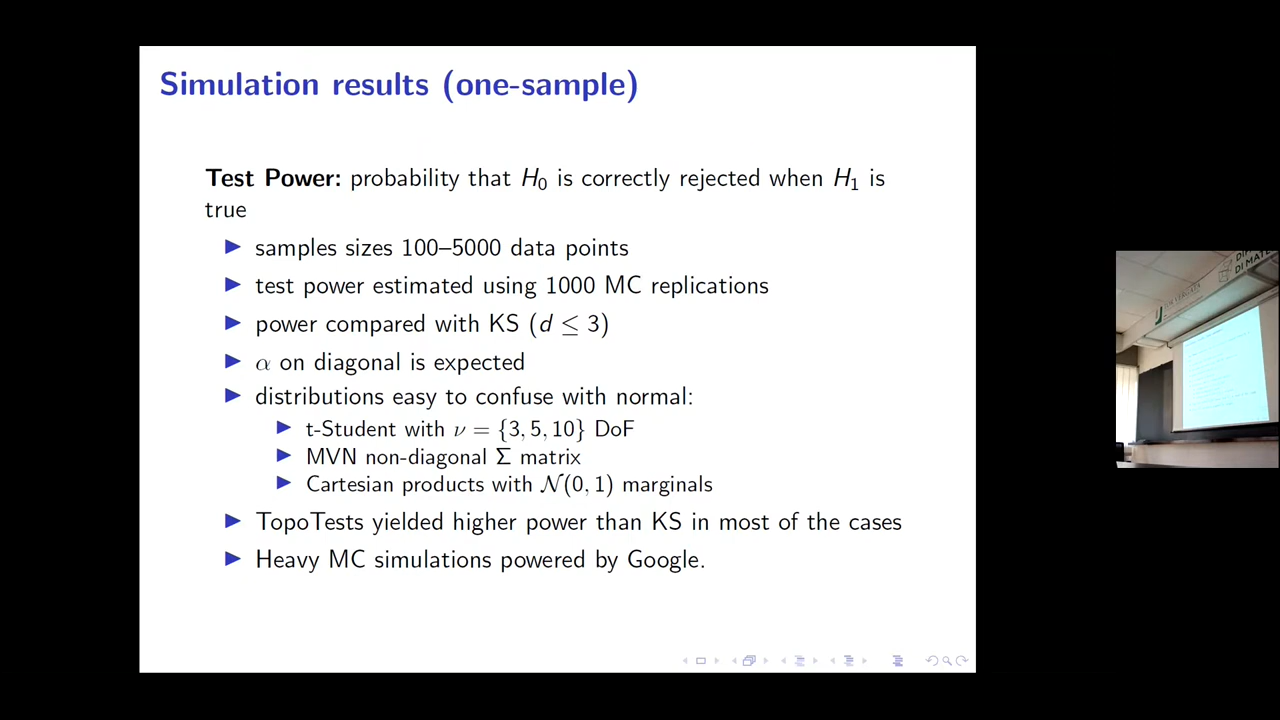 Simulation results (one-sample)
Test Power: probability that H₀ is correctly rejected when H₁ is
true
▶ samples sizes 100–5000 data points
▶ test power estimated using 1000 MC replications
▶ power compared with KS (d ≤ 3)
▶ α on diagonal is expected
▶ distributions easy to confuse with normal:
▶ t-Student with ν = {3, 5, 10} DoF
▶ MVN non-diagonal Σ matrix
▶ Cartesian products with 𝒩(0, 1) marginals
▶ TopoTests yielded higher power than KS in most of the cases
▶ Heavy MC simulations powered by Google.
DI MATE